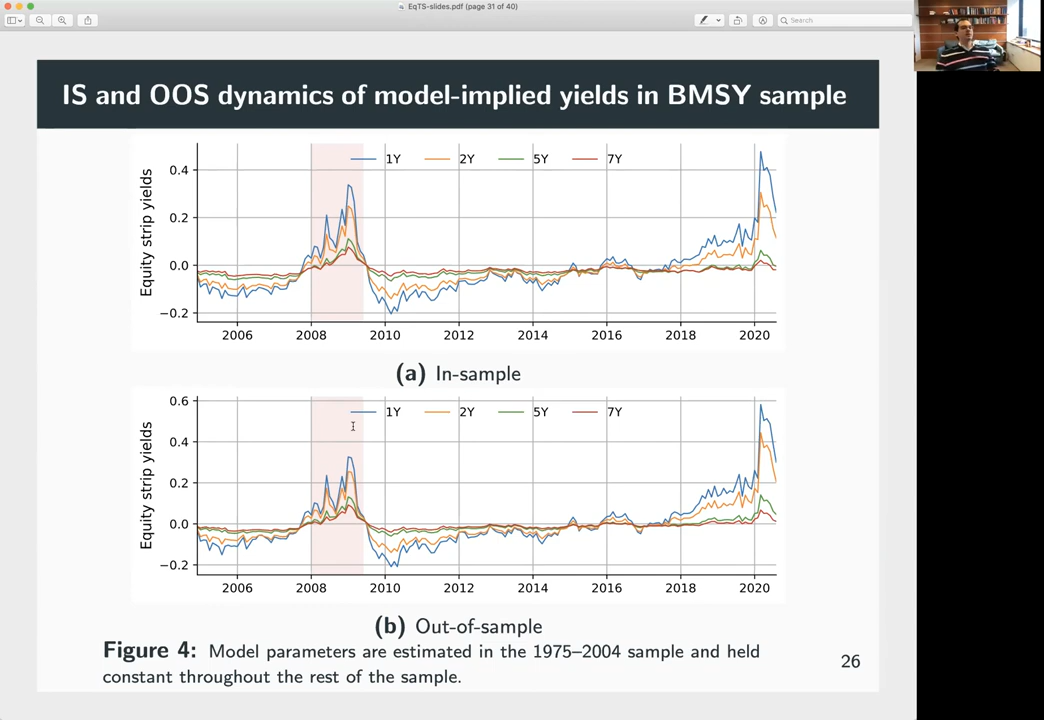 EqTS-slides.pdf (page 31 of 40)
Search
IS and OOS dynamics of model-implied yields in BMSY sample
1Y 2Y 5Y 7Y
Equity strip yields
0.4
0.2
0.0
−0.2
2006 2008 2010 2012 2014 2016 2018 2020
(a) In-sample
1Y 2Y 5Y 7Y
Equity strip yields
0.6
0.4
0.2
0.0
−0.2
2006 2008 2010 2012 2014 2016 2018 2020
(b) Out-of-sample
Figure 4: Model parameters are estimated in the 1975–2004 sample and held
constant throughout the rest of the sample.
26